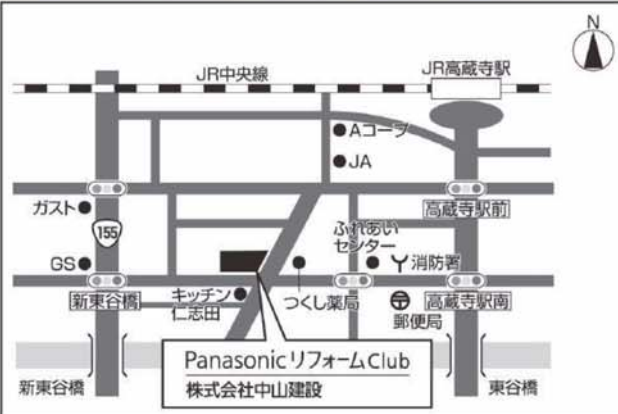 N
JR中央線
JR高蔵寺駅
Aコープ
JA
ガスト
高蔵寺駅前
155
ふれあい
センター
GS
消防署
新東谷橋
キッチン
仁志田
つくし薬局
高蔵寺駅南
郵便局
PanasonicリフォームClub
株式会社中山建設
新東谷橋
東谷橋